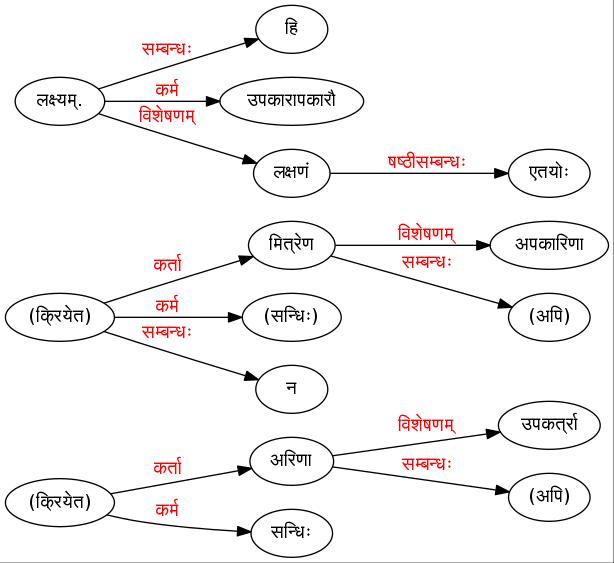 हि
सम्बन्धः
लक्ष्यम्.
कर्म
उपकारापकारौ
विशेषणम्
लक्षणं
षष्ठीसम्बन्धः
एतयोः
मित्रेण
विशेषणम्
अपकारिणा
कर्ता
सम्बन्धः
(क्रियेत)
कर्म
(सन्धिः)
(अपि)
सम्बन्धः
न
विशेषणम्
उपकर्त्रा
अरिणा
कर्ता
सम्बन्धः
(क्रियेत)
(अपि)
कर्म
सन्धिः